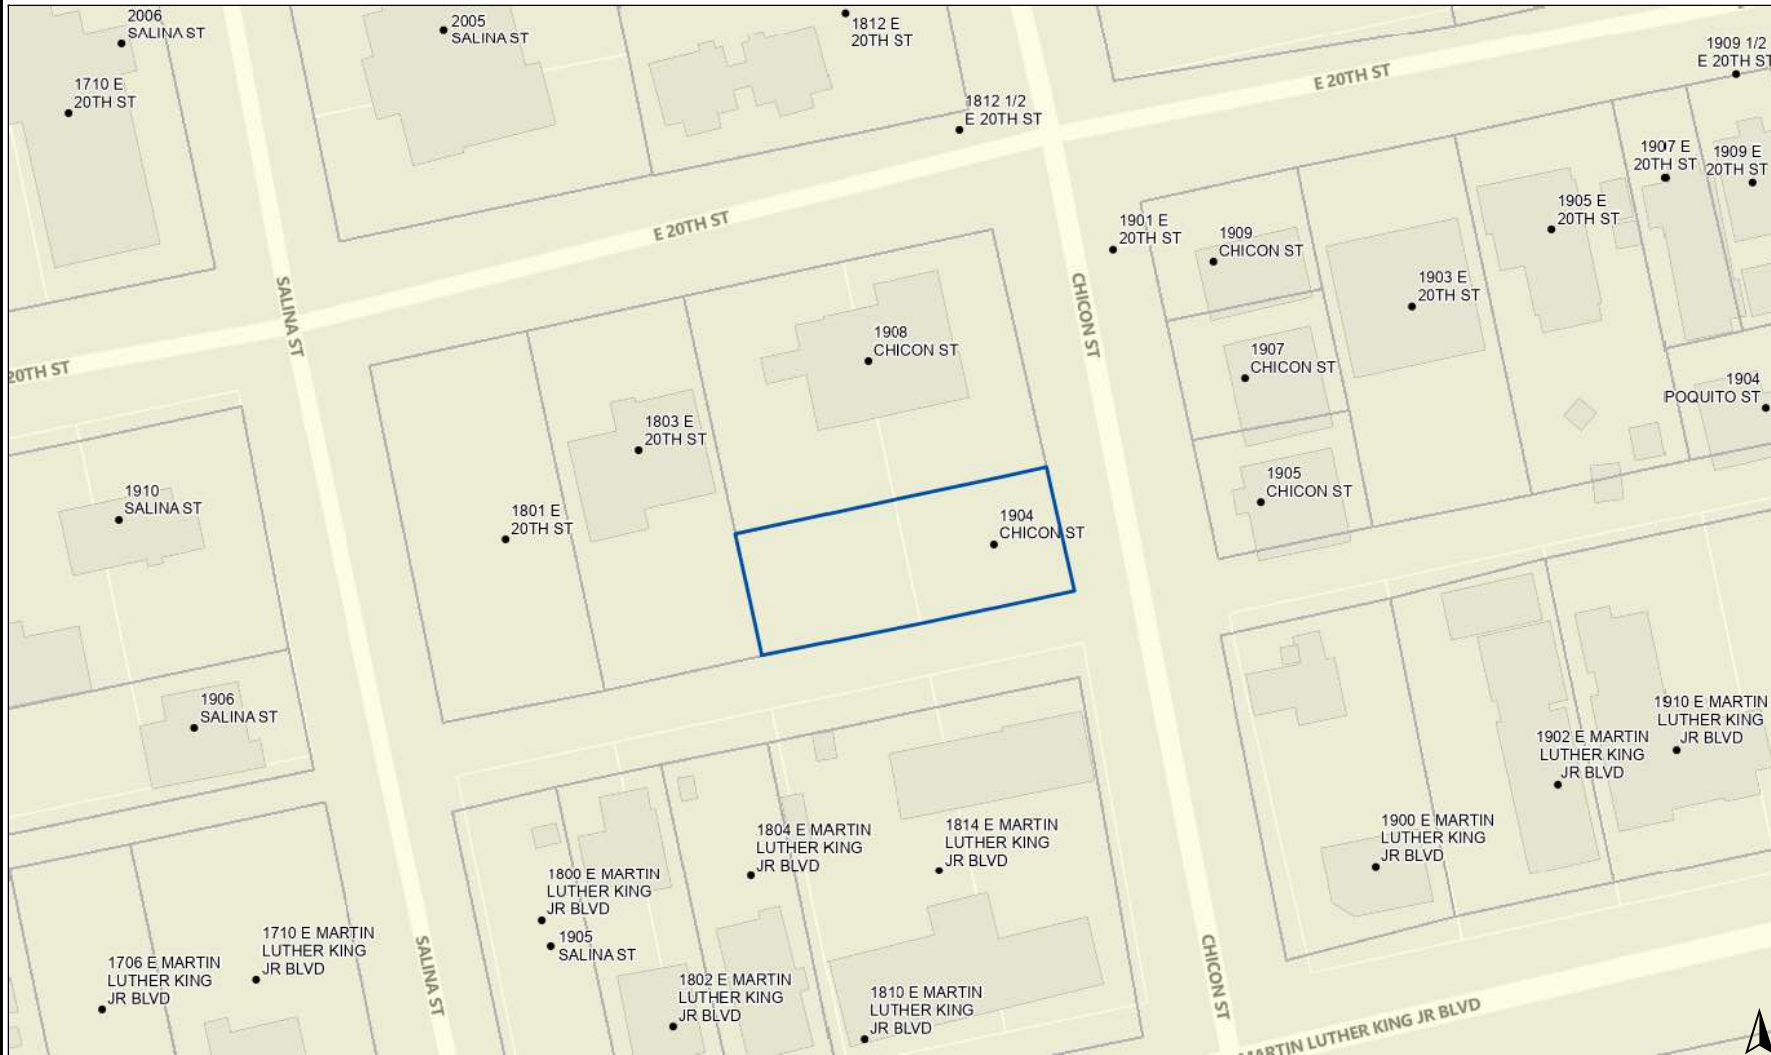 2006
SALINA ST
2005
SALINA ST
1812 E
20TH ST
1909 1/2
E 20TH ST
1710 E
20TH ST
E 20TH ST
1812 1/2
E 20TH ST
1907 E
20TH ST
1909 E
20TH ST
1905 E
20TH ST
E 20TH ST
1901 E
20TH ST
1909
CHICON ST
SALINA ST
CHICON ST
1903 E
20TH ST
1908
CHICON ST
1907
CHICON ST
20TH ST
1904
POQUITO ST
1803 E
20TH ST
1905
CHICON ST
1910
SALINA ST
1801 E
20TH ST
1904
CHICON ST
1906
SALINA ST
1910 E MARTIN
LUTHER KING
JR BLVD
1902 E MARTIN
LUTHER KING
JR BLVD
1804 E MARTIN
LUTHER KING
JR BLVD
1814 E MARTIN
LUTHER KING
JR BLVD
1900 E MARTIN
LUTHER KING
JR BLVD
1800 E MARTIN
LUTHER KING
JR BLVD
1905
SALINA ST
1710 E MARTIN
LUTHER KING
JR BLVD
1706 E MARTIN
LUTHER KING
JR BLVD
SALINA ST
CHICON ST
1802 E MARTIN
LUTHER KING
JR BLVD
1810 E MARTIN
LUTHER KING
JR BLVD
MARTIN LUTHER KING JR BLVD